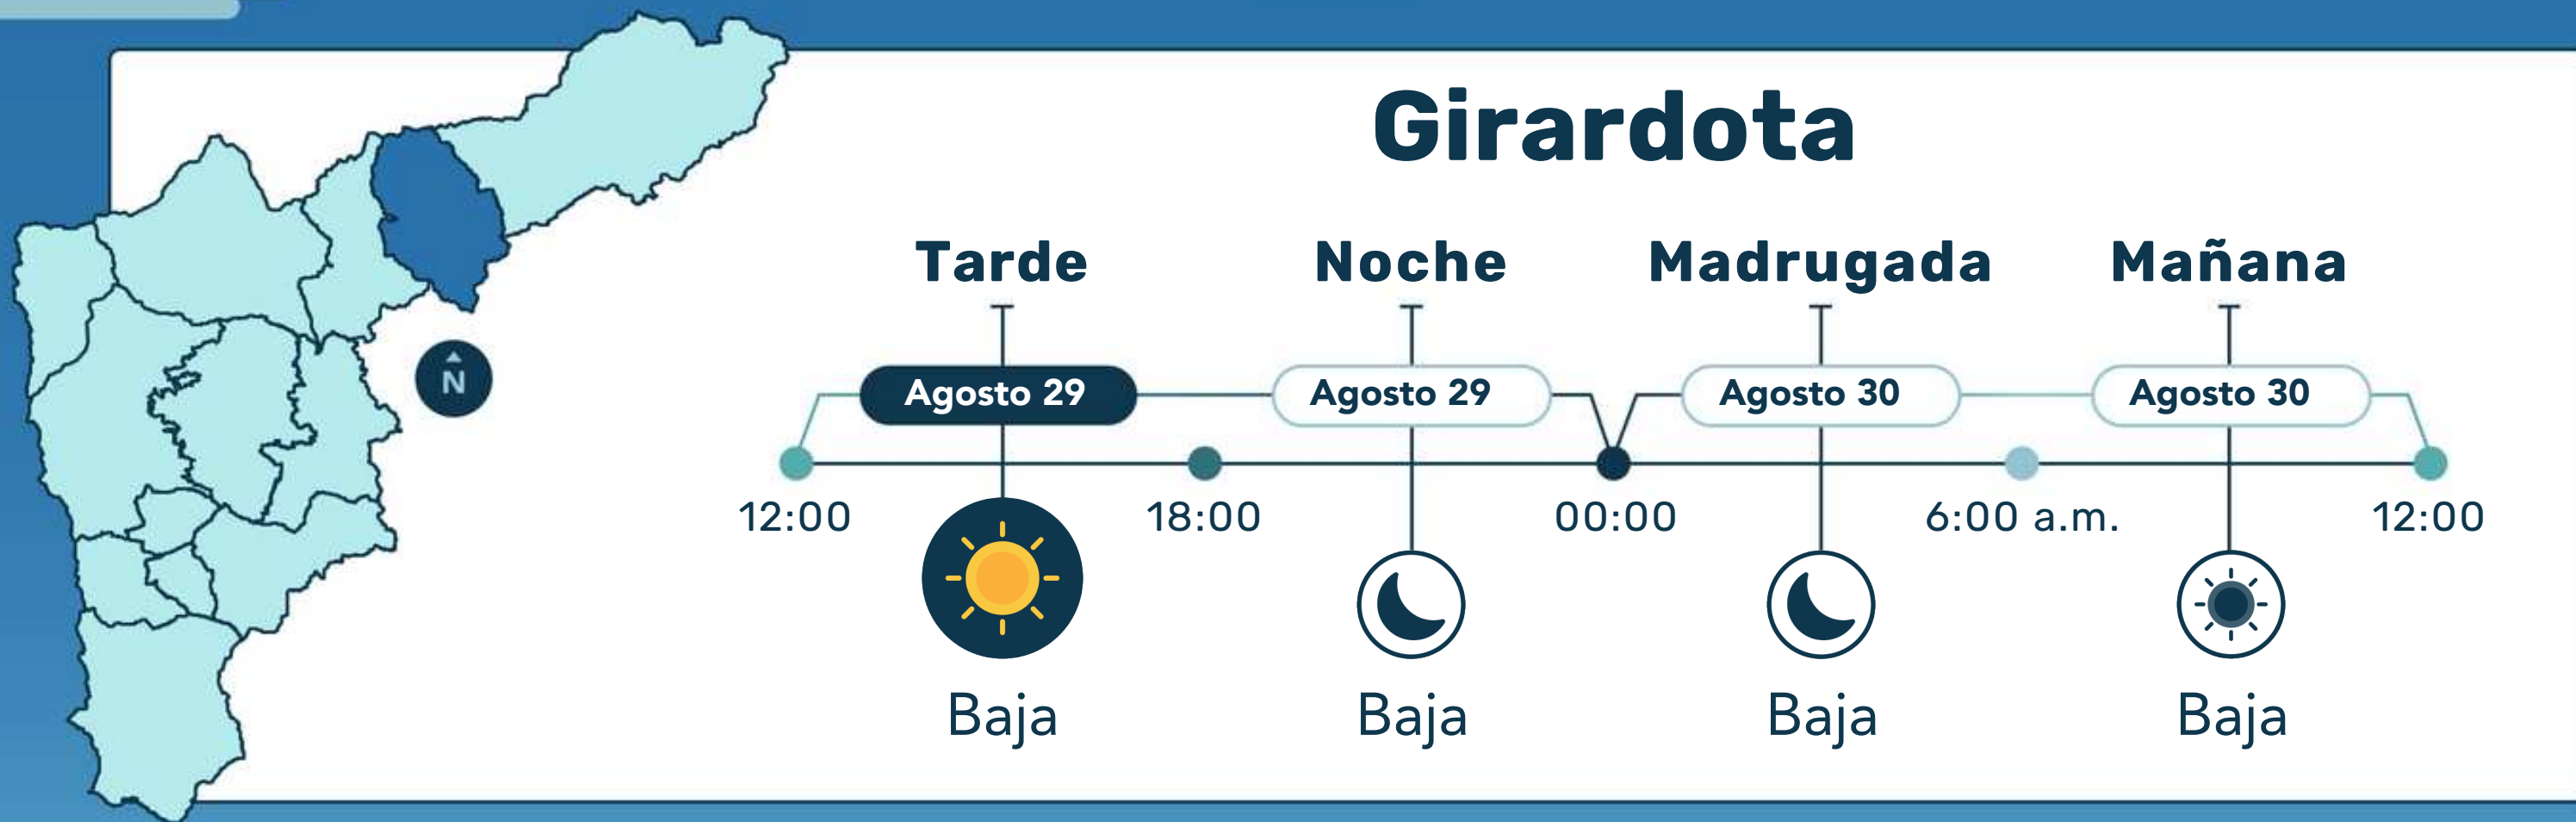 Girardota
Tarde Noche Madrugada Mañana
Agosto 29 Agosto 29 Agosto 30 Agosto 30
N
12:00 18:00 00:00 6:00 a.m. 12:00
Baja Baja Baja Baja